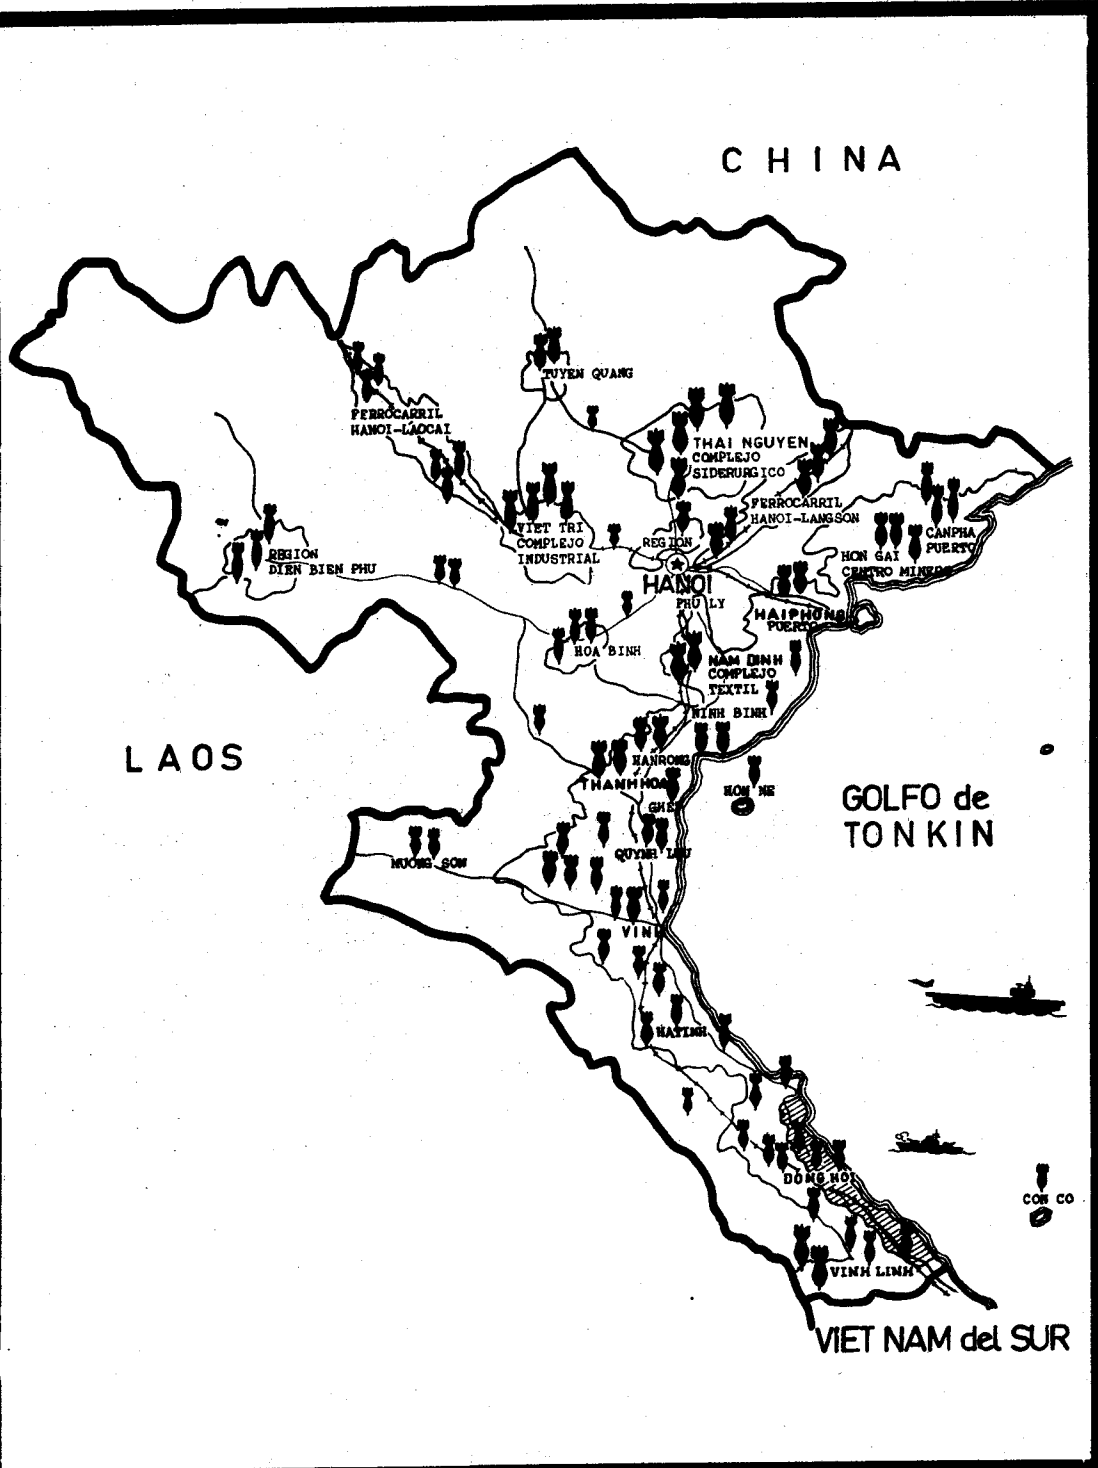 CHINA
TUYEN QUANG
FERROCARRIL
HANOI-LAOCAI
THAI NGUYEN
COMPLEJO
SIDERURGICO
FERROCARRIL
HANOI-LANGSON
VIET TRI
COMPLEJO
INDUSTRIAL
CANPHA
PUERTO
REGION
HANOI
HON GAI
CENTRO MINERO
REGION
DIEN BIEN PHU
PHU LY
HAIPHONG
PUERTO
HOA BINH
NAM DINH
COMPLEJO
TEXTIL
NINH BINH
LAOS
HANRONG
THANH HOA
HON ME
GOLFO de
TONKIN
QUYNH LUU
MUONG SON
VINH
HATINH
DONG HOI
CON CO
VINH LINH
VIET NAM del SUR